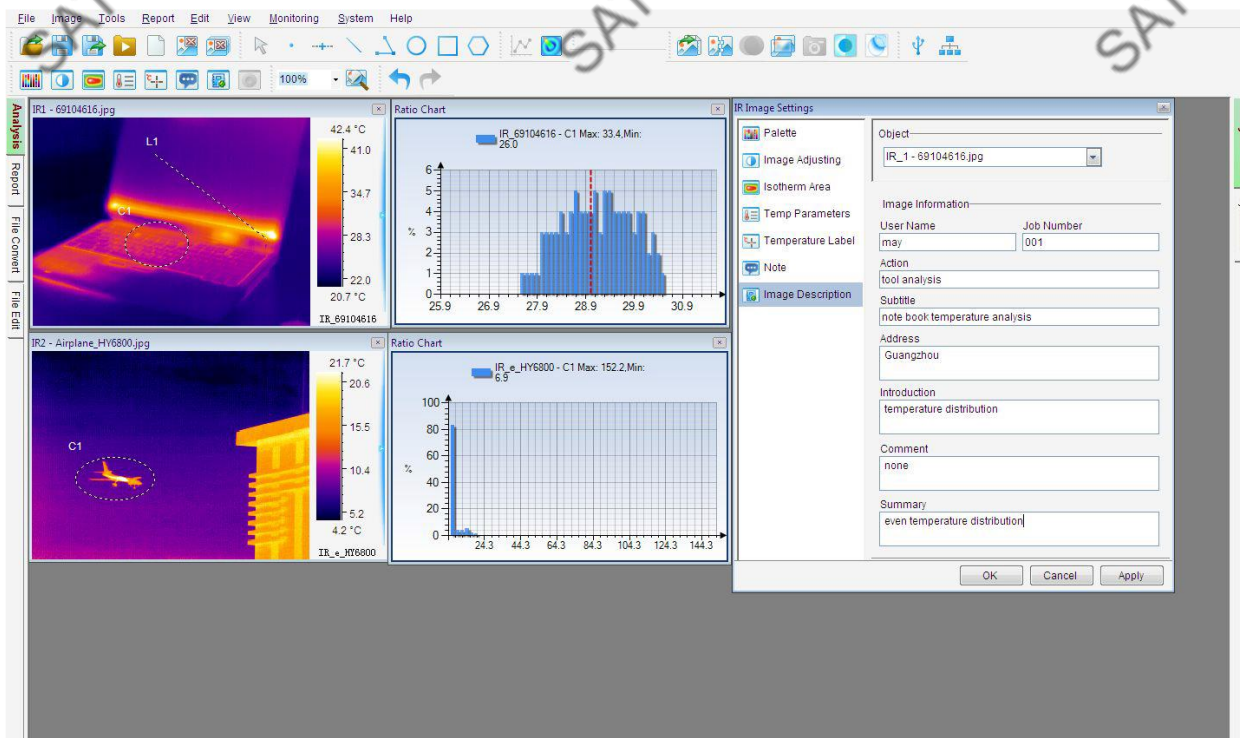 File Image Tools Report Edit View Monitoring System Help
100%
Analysis
Report
File Convert
File Edit
IR1 - 69104616.jpg
L1
C1
42.4 °C
41.0
34.7
28.3
22.0
20.7 °C
IR_69104616
Ratio Chart
IR_69104616 - C1 Max: 33.4,Min:
26.0
6
5
4
%
3
2
1
0
25.9 26.9 27.9 28.9 29.9 30.9
IR2 - Airplane_HY6800.jpg
C1
21.7 °C
20.6
15.5
10.4
5.2
4.2 °C
IR_e_HY6800
Ratio Chart
IR_e_HY6800 - C1 Max: 152.2,Min:
6.9
100
80
60
%
40
20
0
24.3 44.3 64.3 84.3 104.3 124.3 144.3
IR Image Settings
Palette
Image Adjusting
Isotherm Area
Temp Parameters
Temperature Label
Note
Image Description
Object
IR_1 - 69104616.jpg
Image Information
User Name Job Number
may 001
Action
tool analysis
Subtitle
note book temperature analysis
Address
Guangzhou
Introduction
temperature distribution
Comment
none
Summary
even temperature distribution
OK Cancel Apply